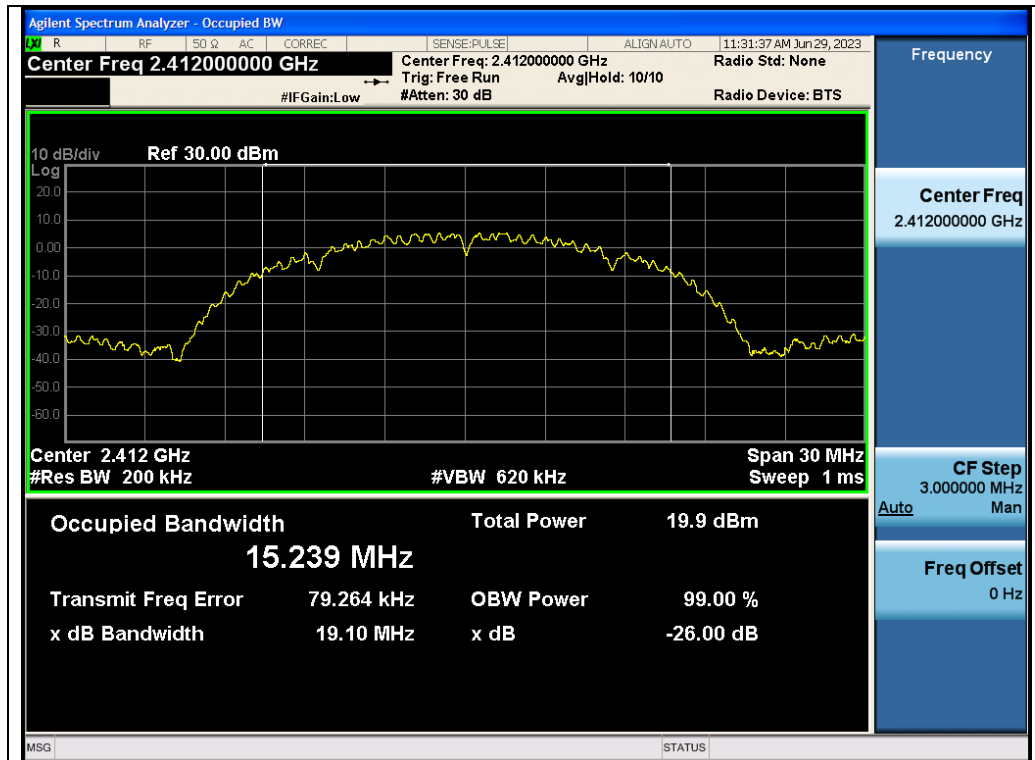 Agilent Spectrum Analyzer - Occupied BW
LXI R RF 50 Ω AC CORREC SENSE:PULSE ALIGN AUTO 11:31:37 AM Jun 29, 2023
Center Freq 2.412000000 GHz Center Freq: 2.412000000 GHz Radio Std: None
Trig: Free Run Avg|Hold: 10/10
#IFGain:Low #Atten: 30 dB Radio Device: BTS
10 dB/div Ref 30.00 dBm
Log
20.0
10.0
0.00
-10.0
-20.0
-30.0
-40.0
-50.0
-60.0
Center 2.412 GHz Span 30 MHz
#Res BW 200 kHz #VBW 620 kHz Sweep 1 ms
Occupied Bandwidth Total Power 19.9 dBm
15.239 MHz
Transmit Freq Error 79.264 kHz OBW Power 99.00 %
x dB Bandwidth 19.10 MHz x dB -26.00 dB
Frequency
Center Freq
2.412000000 GHz
CF Step
3.000000 MHz
Auto Man
Freq Offset
0 Hz
MSG STATUS